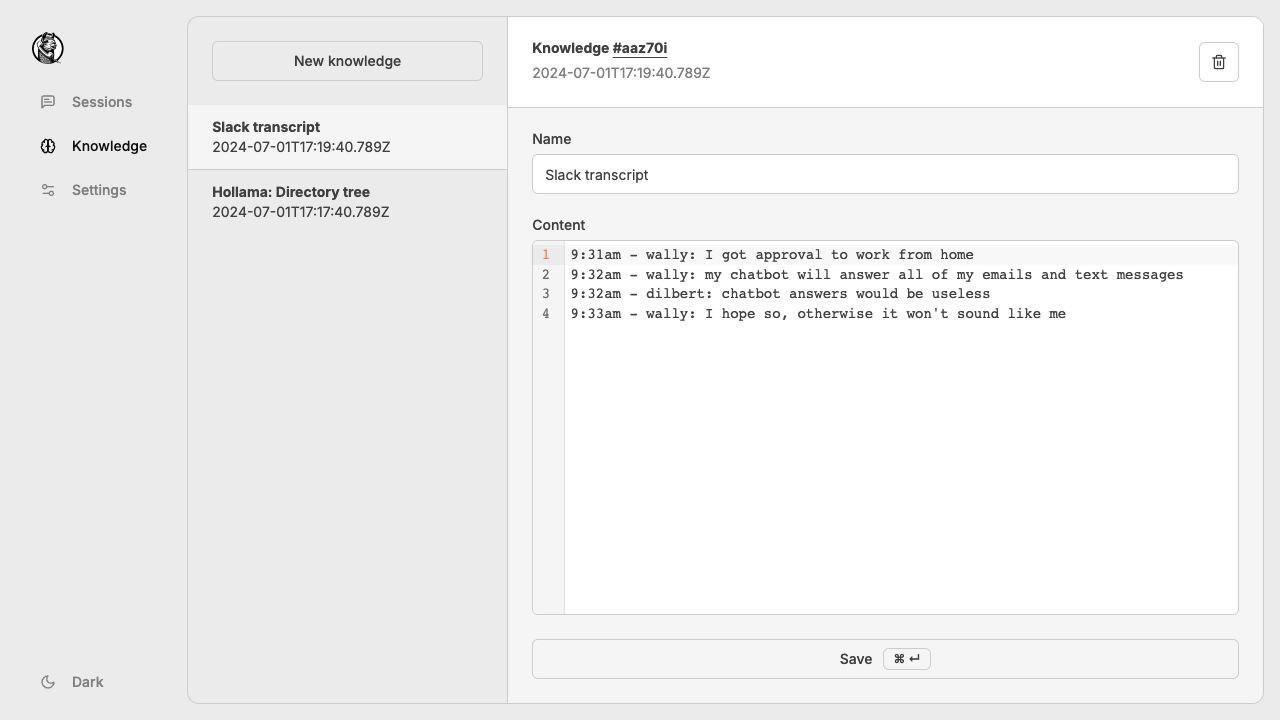 Sessions
Knowledge
Settings
Dark
New knowledge
Slack transcript
2024-07-01T17:19:40.789Z
Hollama: Directory tree
2024-07-01T17:17:40.789Z
Knowledge #aaz70i
2024-07-01T17:19:40.789Z
Name
Slack transcript
Content
1 9:31am - wally: I got approval to work from home
2 9:32am - wally: my chatbot will answer all of my emails and text messages
3 9:32am - dilbert: chatbot answers would be useless
4 9:33am - wally: I hope so, otherwise it won't sound like me
Save ⌘ ↵